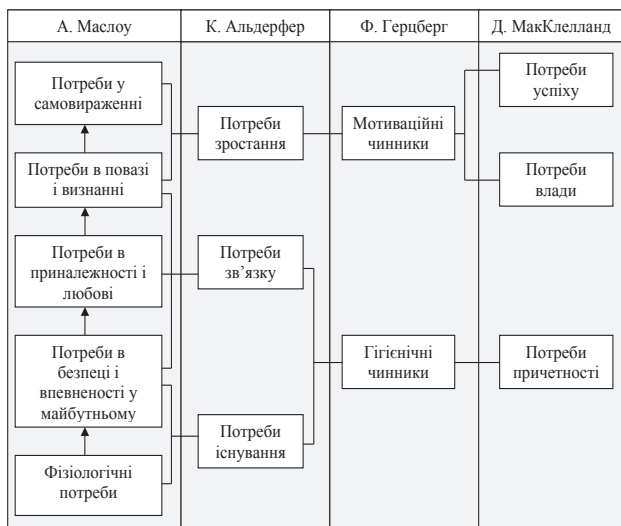 А. Маслоу
К. Альдерфер
Ф. Герцберг
Д. МакКлелланд
Потреби у
самовираженні
Потреби в повазі
і визнанні
Потреби в
приналежності і
любові
Потреби в
безпеці і
впевненості у
майбутньому
Фізіологічні
потреби
Потреби
зростання
Потреби
зв’язку
Потреби
існування
Мотиваційні
чинники
Гігієнічні
чинники
Потреби
успіху
Потреби
влади
Потреби
причетності